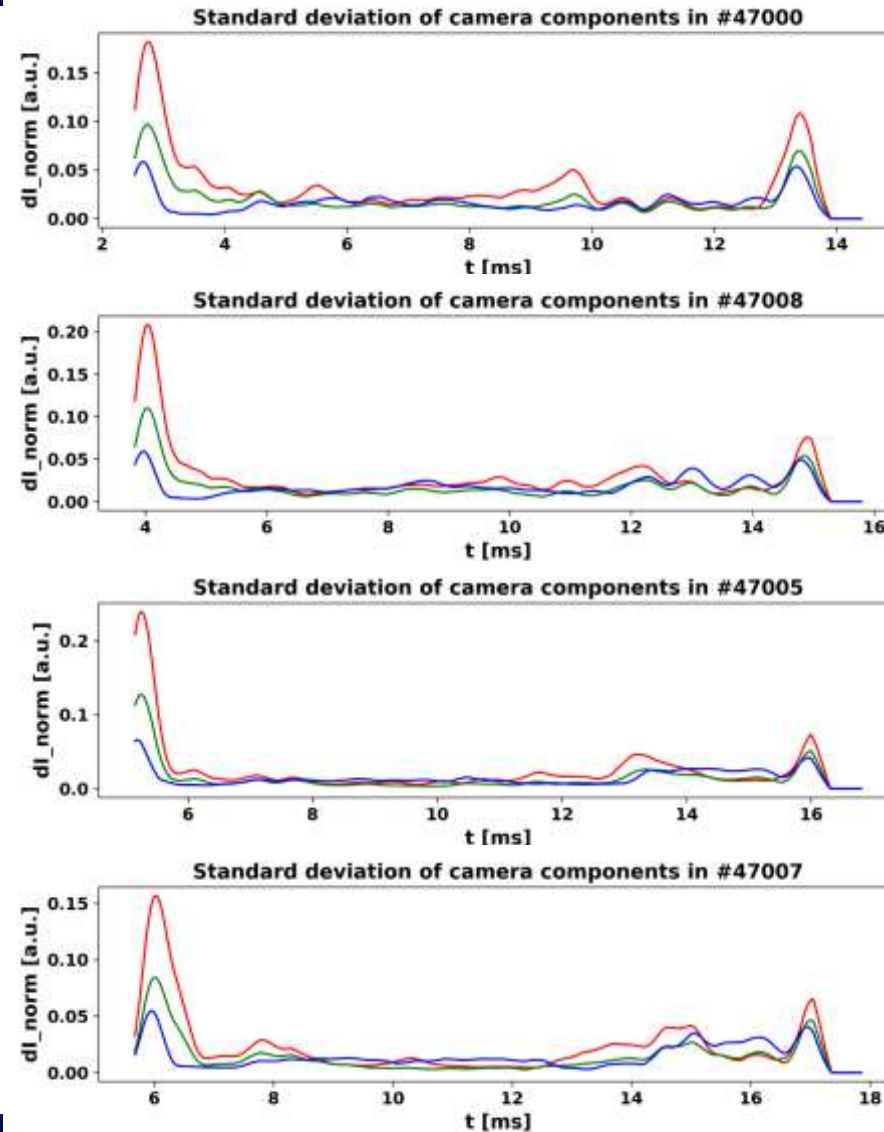 Standard deviation of camera components in #47000
dI_norm [a.u.]
0.15
0.10
0.05
0.00
2 4 6 8 10 12 14
t [ms]
Standard deviation of camera components in #47008
dI_norm [a.u.]
0.20
0.15
0.10
0.05
0.00
4 6 8 10 12 14 16
t [ms]
Standard deviation of camera components in #47005
dI_norm [a.u.]
0.2
0.1
0.0
6 8 10 12 14 16
t [ms]
Standard deviation of camera components in #47007
dI_norm [a.u.]
0.15
0.10
0.05
0.00
6 8 10 12 14 16 18
t [ms]